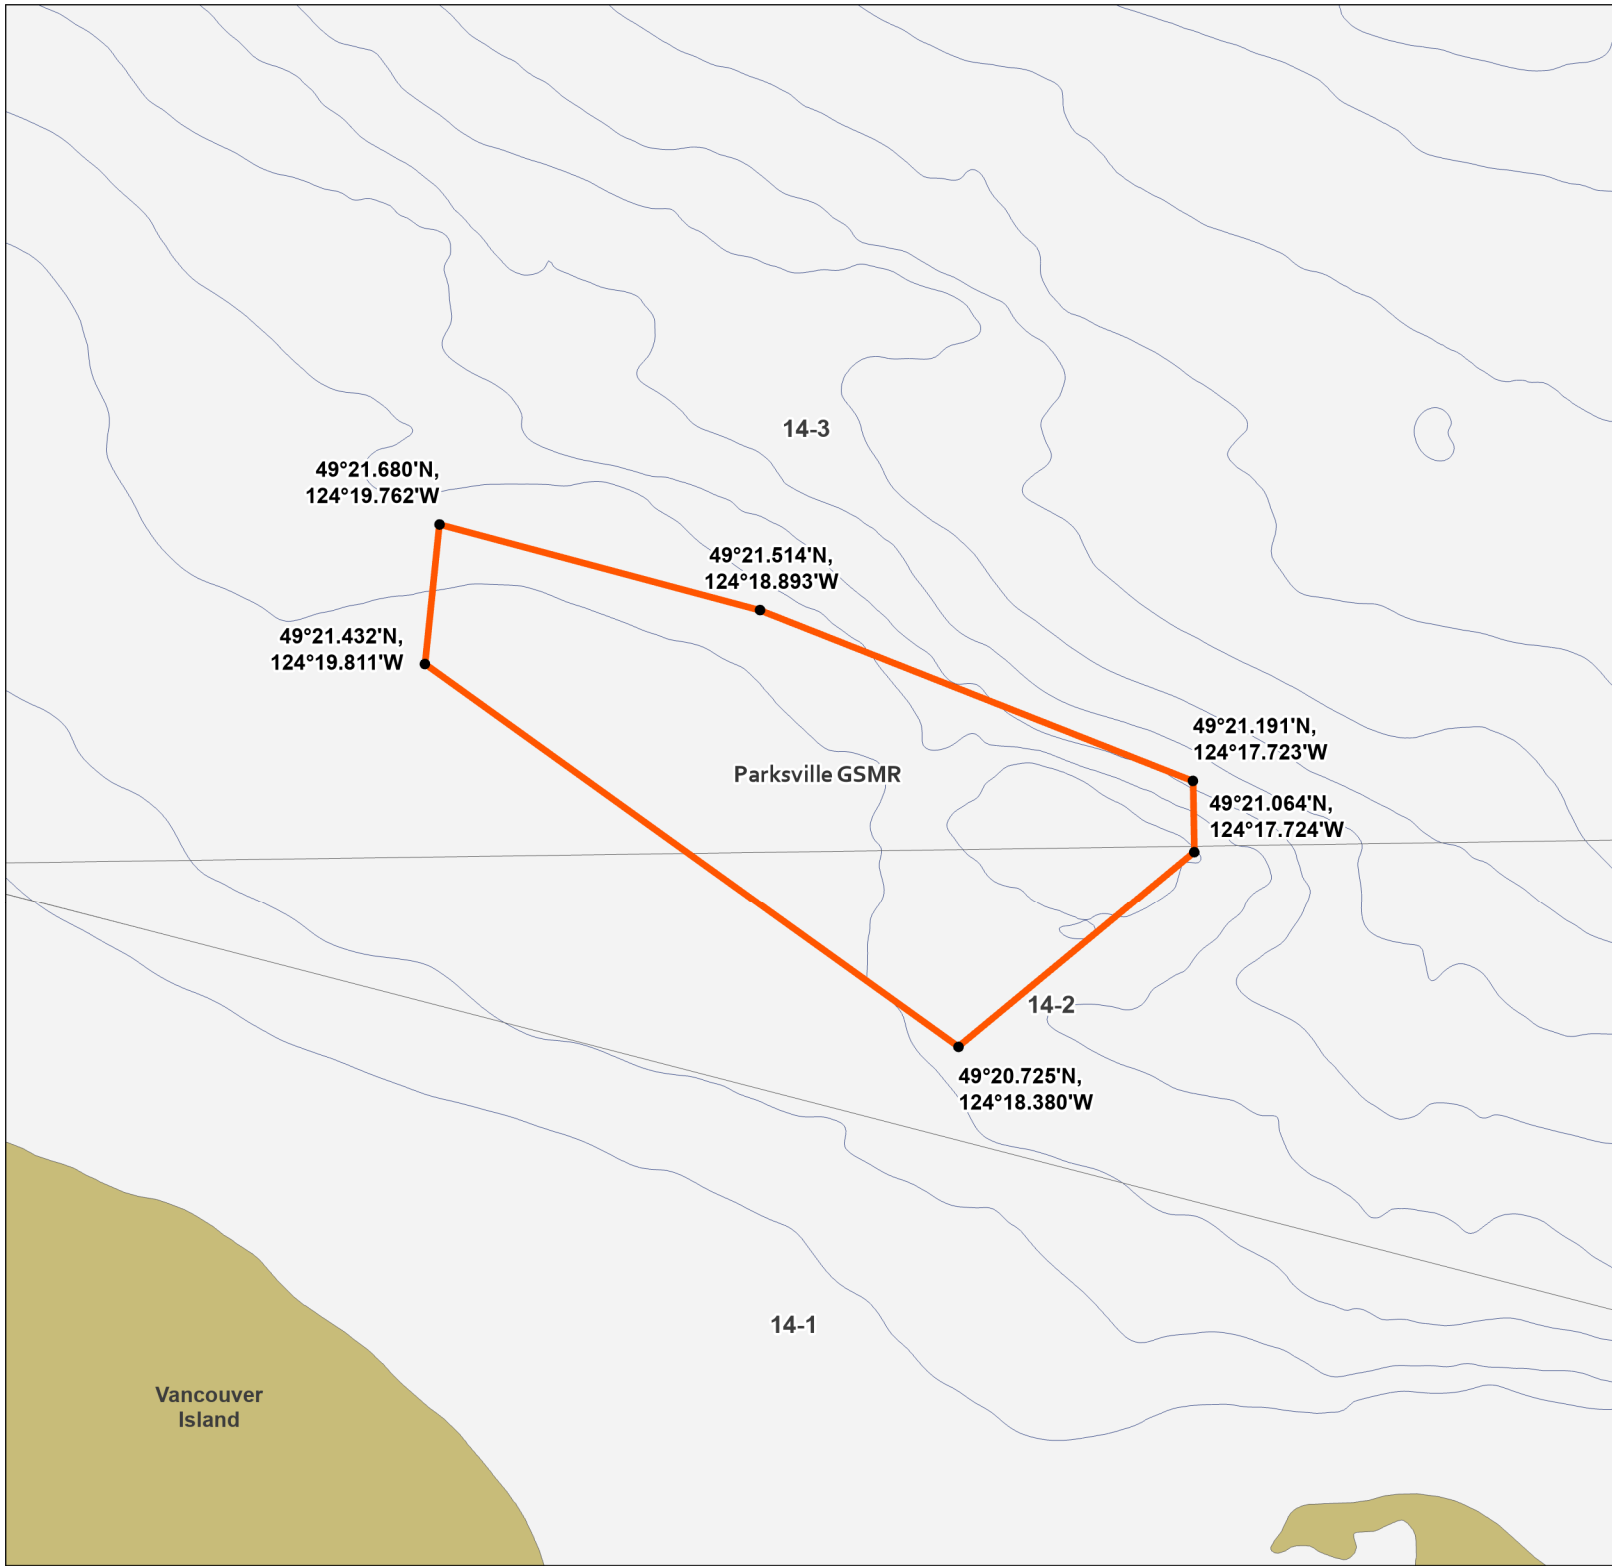 14-3
49°21.680'N,
124°19.762'W
49°21.514'N,
124°18.893'W
49°21.432'N,
124°19.811'W
49°21.191'N,
124°17.723'W
Parksville GSMR
49°21.064'N,
124°17.724'W
14-2
49°20.725'N,
124°18.380'W
14-1
Vancouver
Island